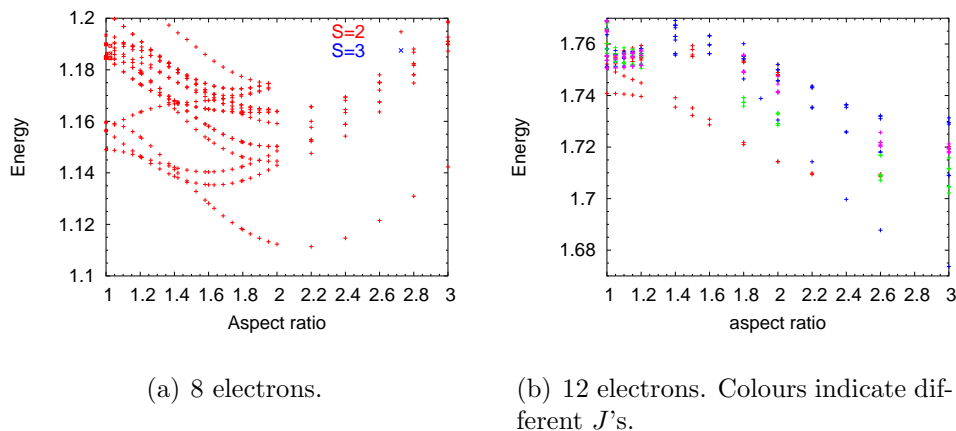 1.2
1.18
1.16
1.14
1.12
1.1
Energy
1 1.2 1.4 1.6 1.8 2 2.2 2.4 2.6 2.8 3
Aspect ratio
S=2
S=3
1.76
1.74
1.72
1.7
1.68
Energy
1 1.2 1.4 1.6 1.8 2 2.2 2.4 2.6 2.8 3
aspect ratio
(a) 8 electrons.
(b) 12 electrons. Colours indicate dif-
ferent J's.